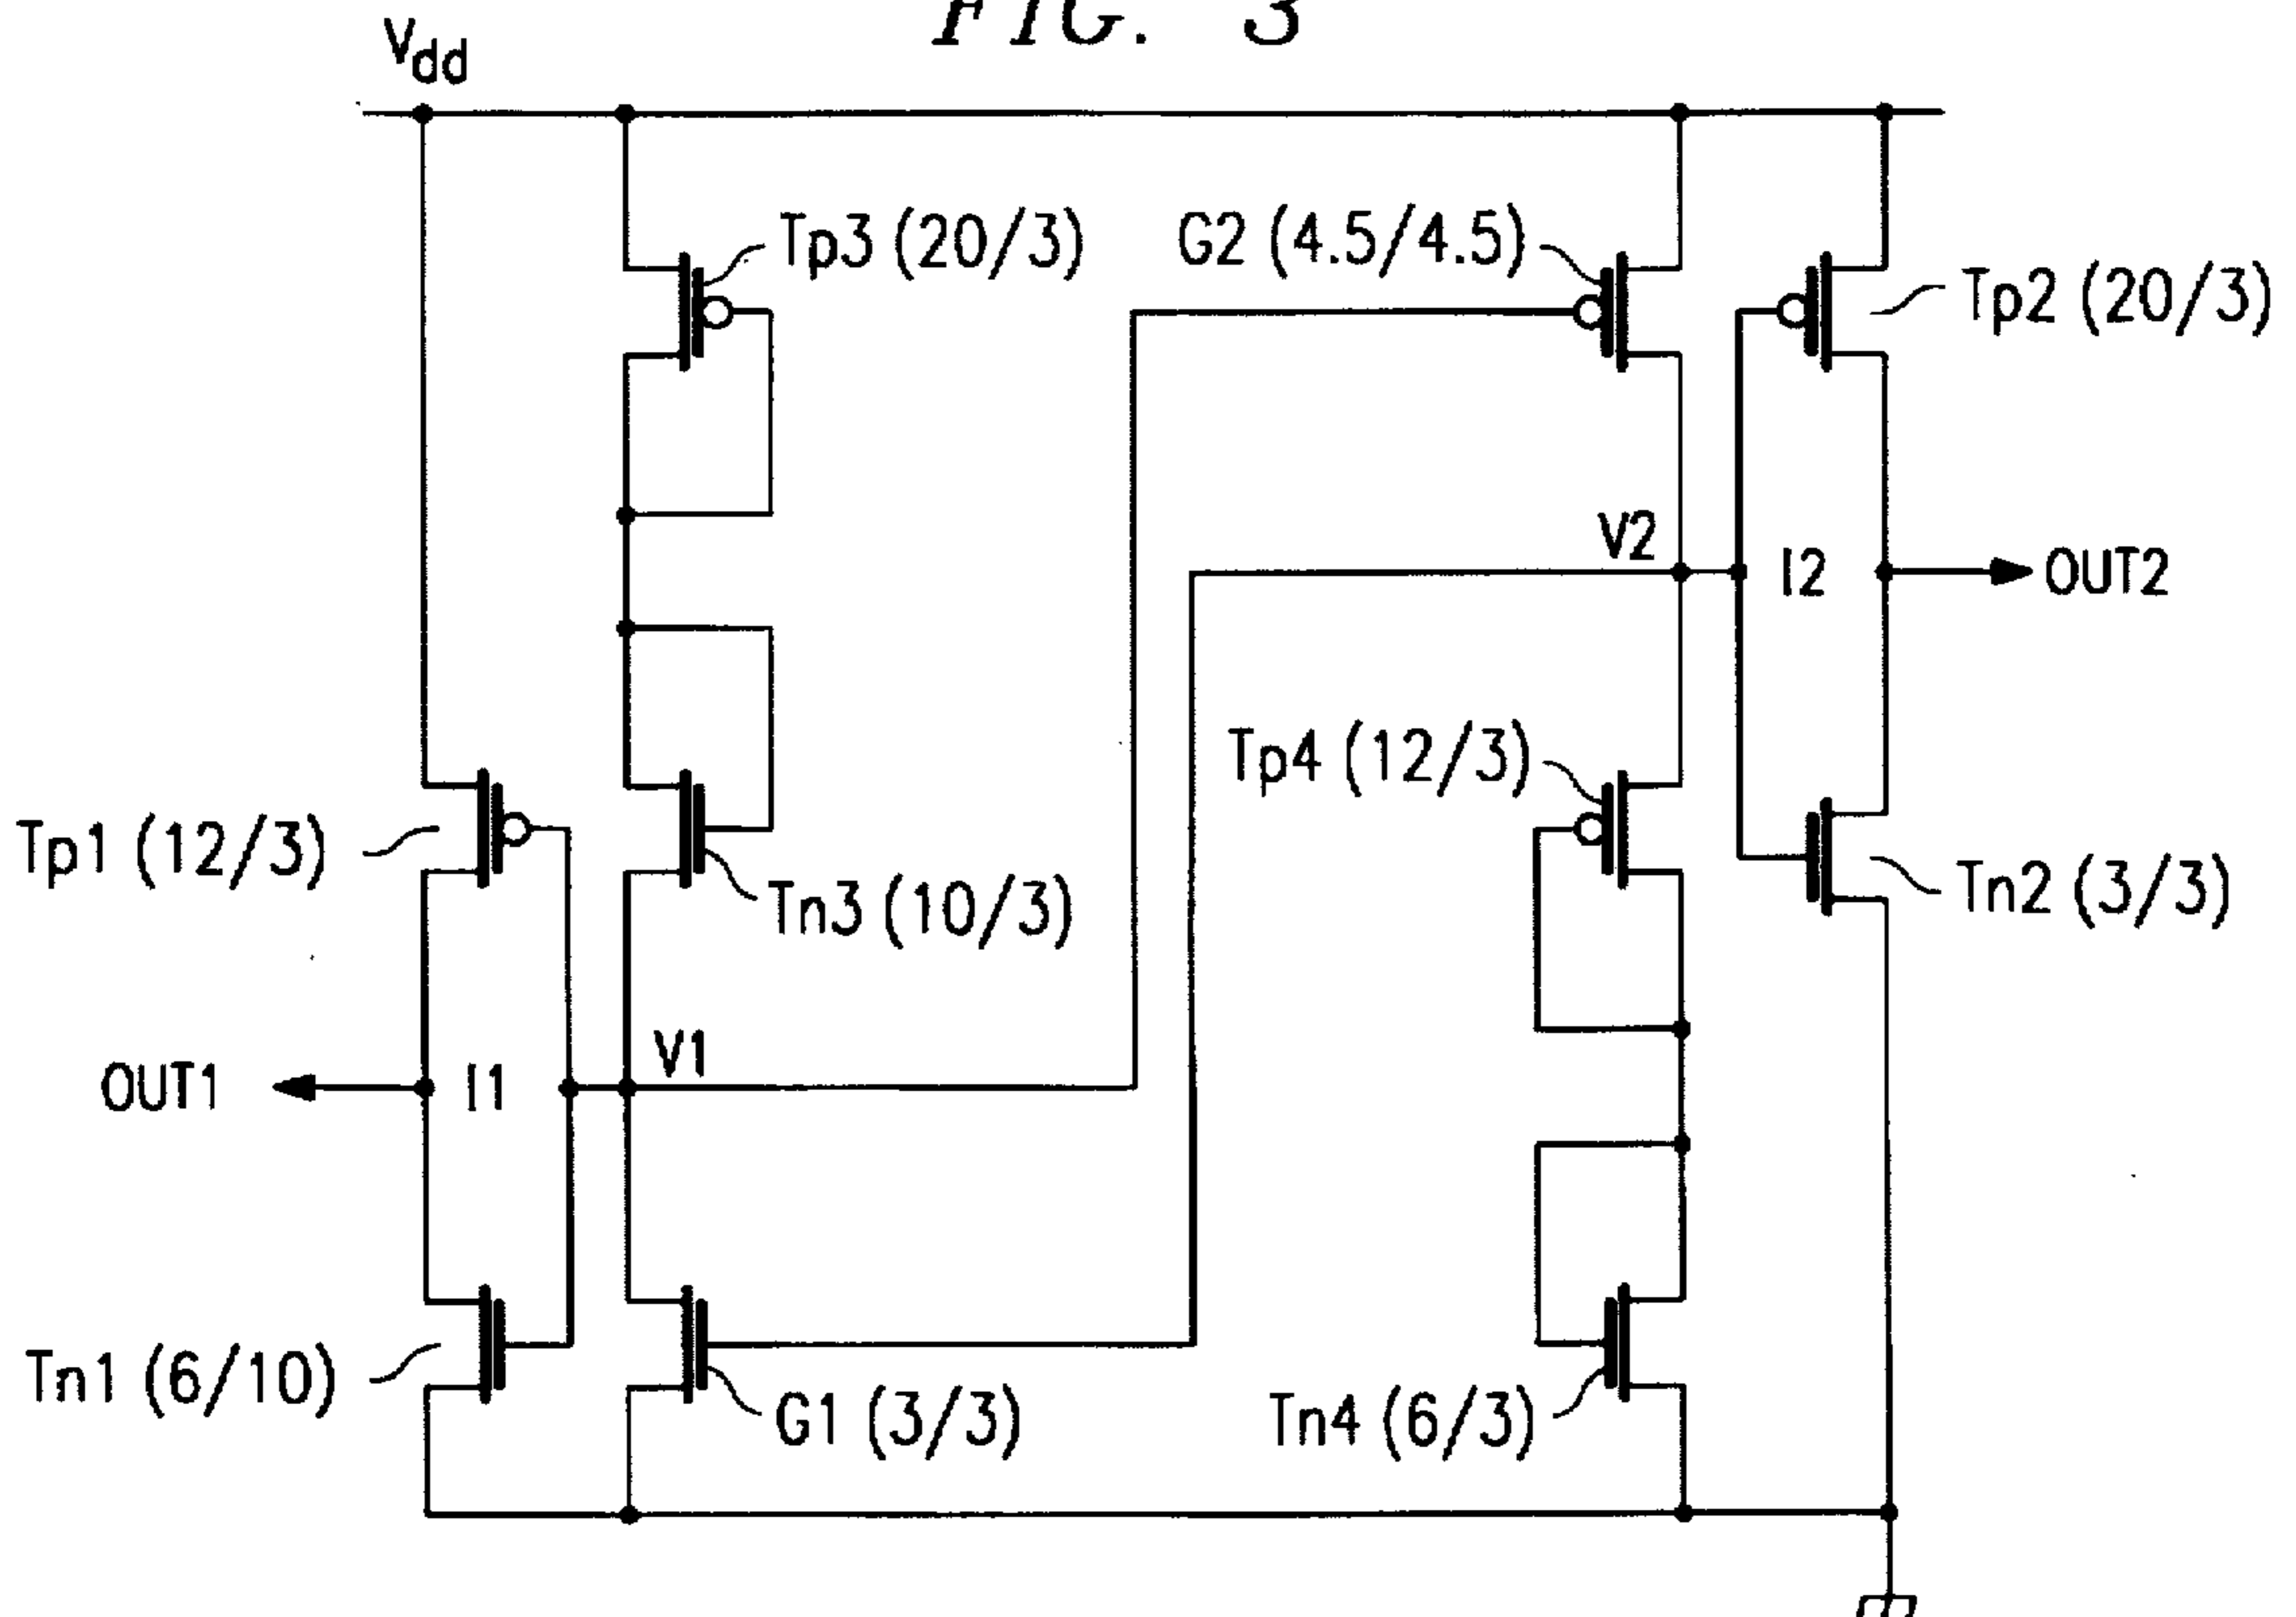 FIG. 3
Vdd
Tp3 (20/3)
G2 (4.5/4.5)
Tp2 (20/3)
V2
I2
OUT2
Tp4 (12/3)
Tp1 (12/3)
Tn3 (10/3)
Tn2 (3/3)
V1
OUT1
I1
Tn1 (6/10)
G1 (3/3)
Tn4 (6/3)